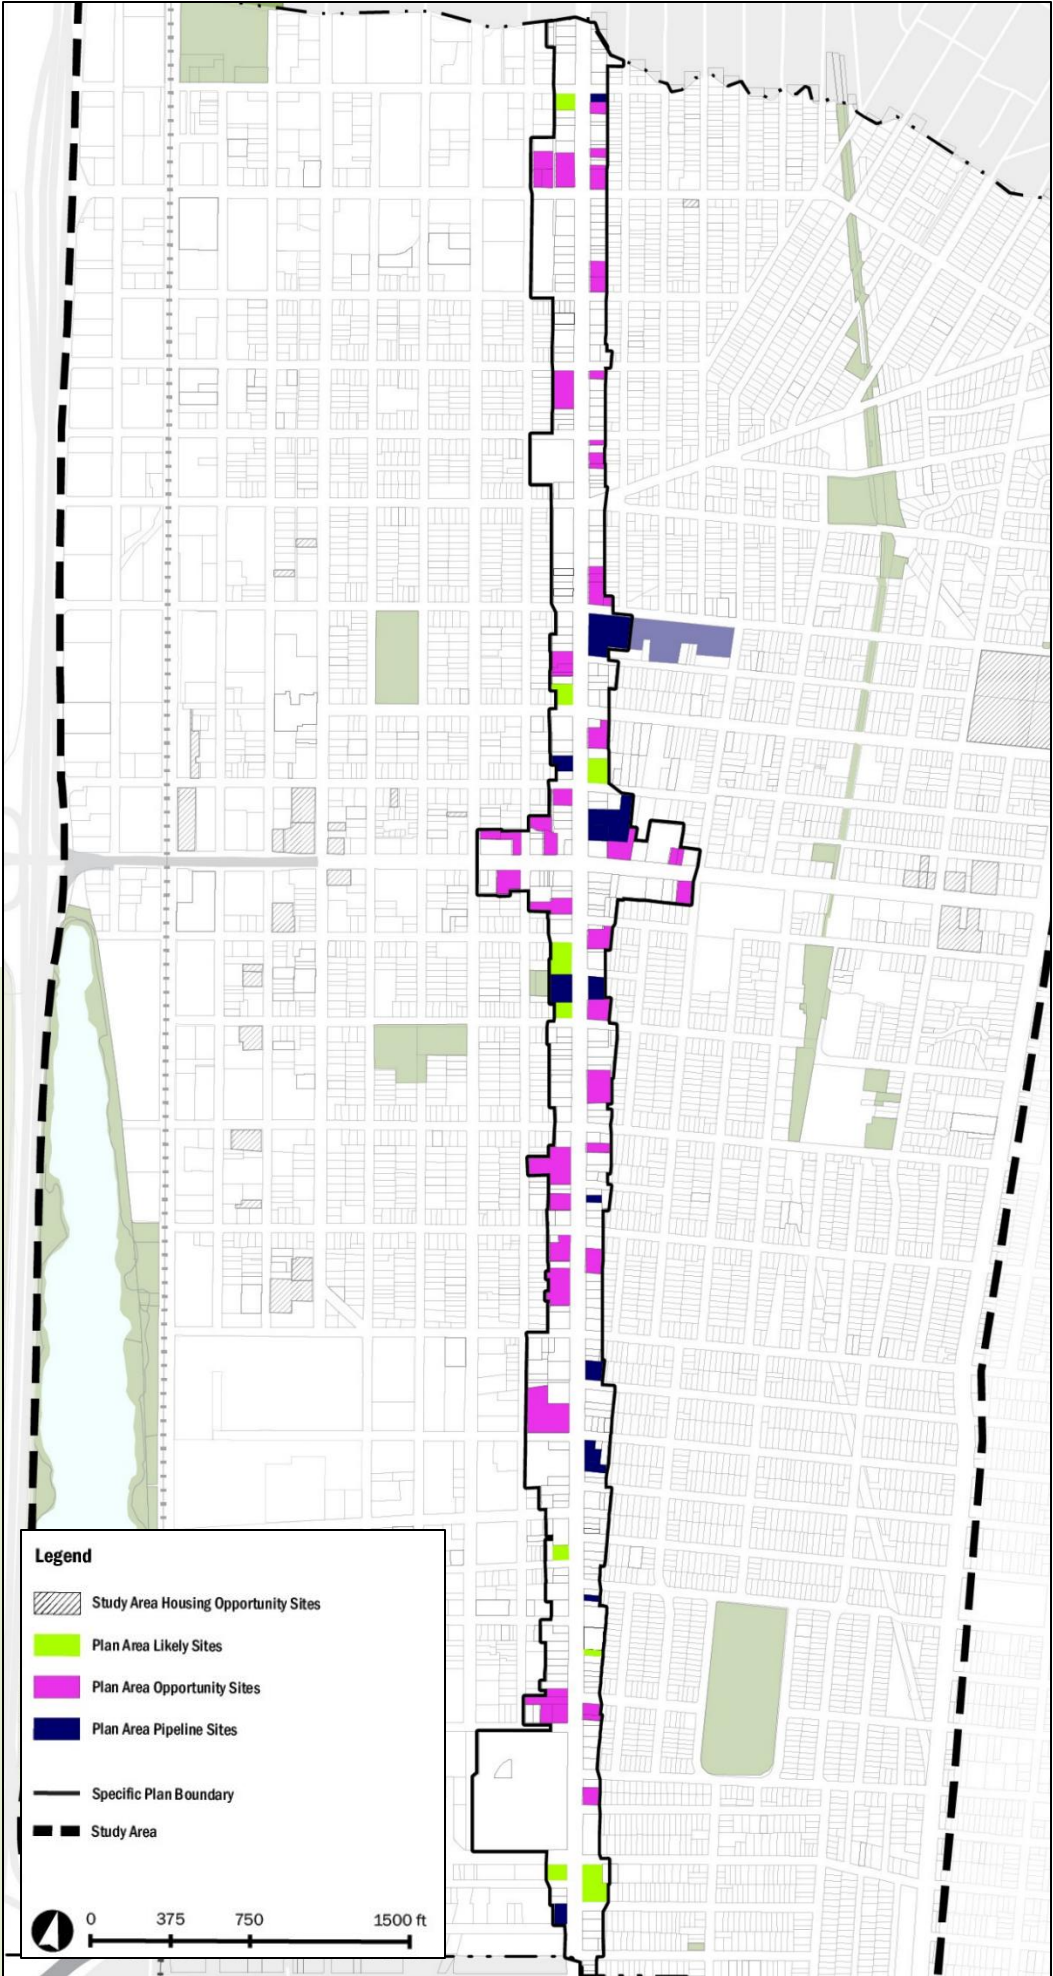 Legend
Study Area Housing Opportunity Sites
Plan Area Likely Sites
Plan Area Opportunity Sites
Plan Area Pipeline Sites
Specific Plan Boundary
Study Area
0 375 750 1500 ft